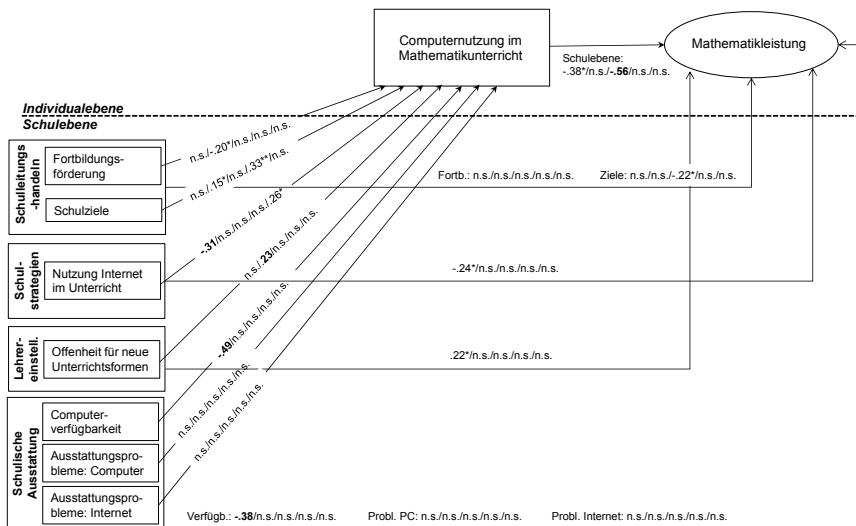 Computernutzung im
Mathematikunterricht
Mathematikleistung
Schulebene:
-.38*/n.s./-.56/n.s./n.s.
Individualebene
Schulebene
Schulleitungs
-handeln
Fortbildungs-
förderung
Schulziele
n.s./-.20*/n.s./n.s./n.s.
n.s./.15*/n.s./.33**/n.s.
Fortb.: n.s./n.s./n.s./n.s./n.s.
Ziele: n.s./n.s./-.22*/n.s./n.s.
Schul-
strategien
Nutzung Internet
im Unterricht
-.31/n.s./n.s./n.s./.26*
-.24*/n.s./n.s./n.s./n.s.
Lehrer-
einstell.
Offenheit für neue
Unterrichtsformen
n.s./.23/n.s./n.s./n.s.
.22*/n.s./n.s./n.s./n.s.
Schulische
Ausstattung
Computer-
verfügbarkeit
Ausstattungspro-
bleme: Computer
Ausstattungspro-
bleme: Internet
-.49/n.s./n.s./n.s./n.s.
n.s./n.s./n.s./n.s./n.s.
n.s./n.s./n.s./n.s./n.s.
Verfügb.: -.38/n.s./n.s./n.s./n.s.
Probl. PC: n.s./n.s./n.s./n.s./n.s.
Probl. Internet: n.s./n.s./n.s./n.s./n.s.